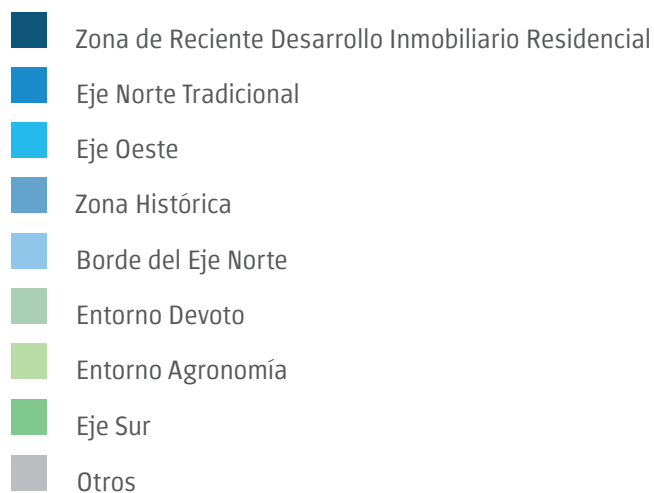 Zona de Reciente Desarrollo Inmobiliario Residencial
Eje Norte Tradicional
Eje Oeste
Zona Histórica
Borde del Eje Norte
Entorno Devoto
Entorno Agronomía
Eje Sur
Otros